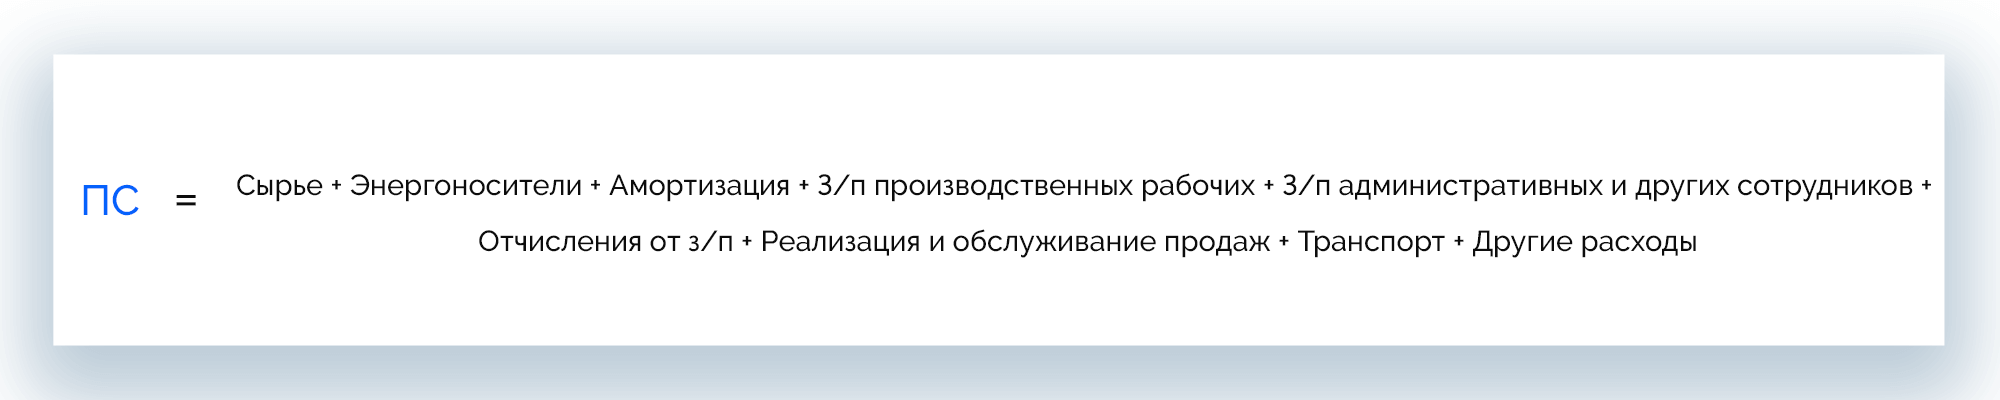 ПС = Сырье + Энергоносители + Амортизация + З/п производственных рабочих + З/п административных и других сотрудников +
Отчисления от з/п + Реализация и обслуживание продаж + Транспорт + Другие расходы